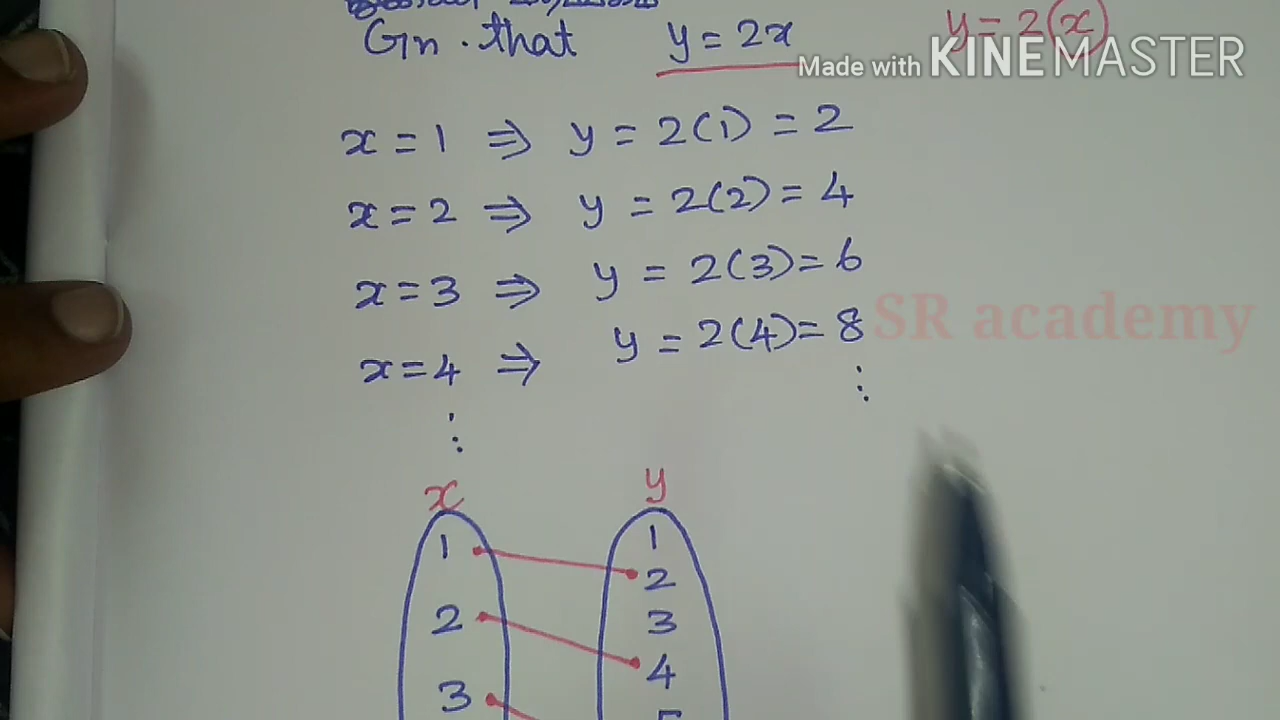 Gn. that y = 2x y = 2(x)
Made with KINEMASTER
x = 1 ⇒ y = 2(1) = 2
x = 2 ⇒ y = 2(2) = 4
x = 3 ⇒ y = 2(3) = 6
x = 4 ⇒ y = 2(4) = 8
SR academy
⋮ ⋮
x y
1 1
2
2 3
4
3